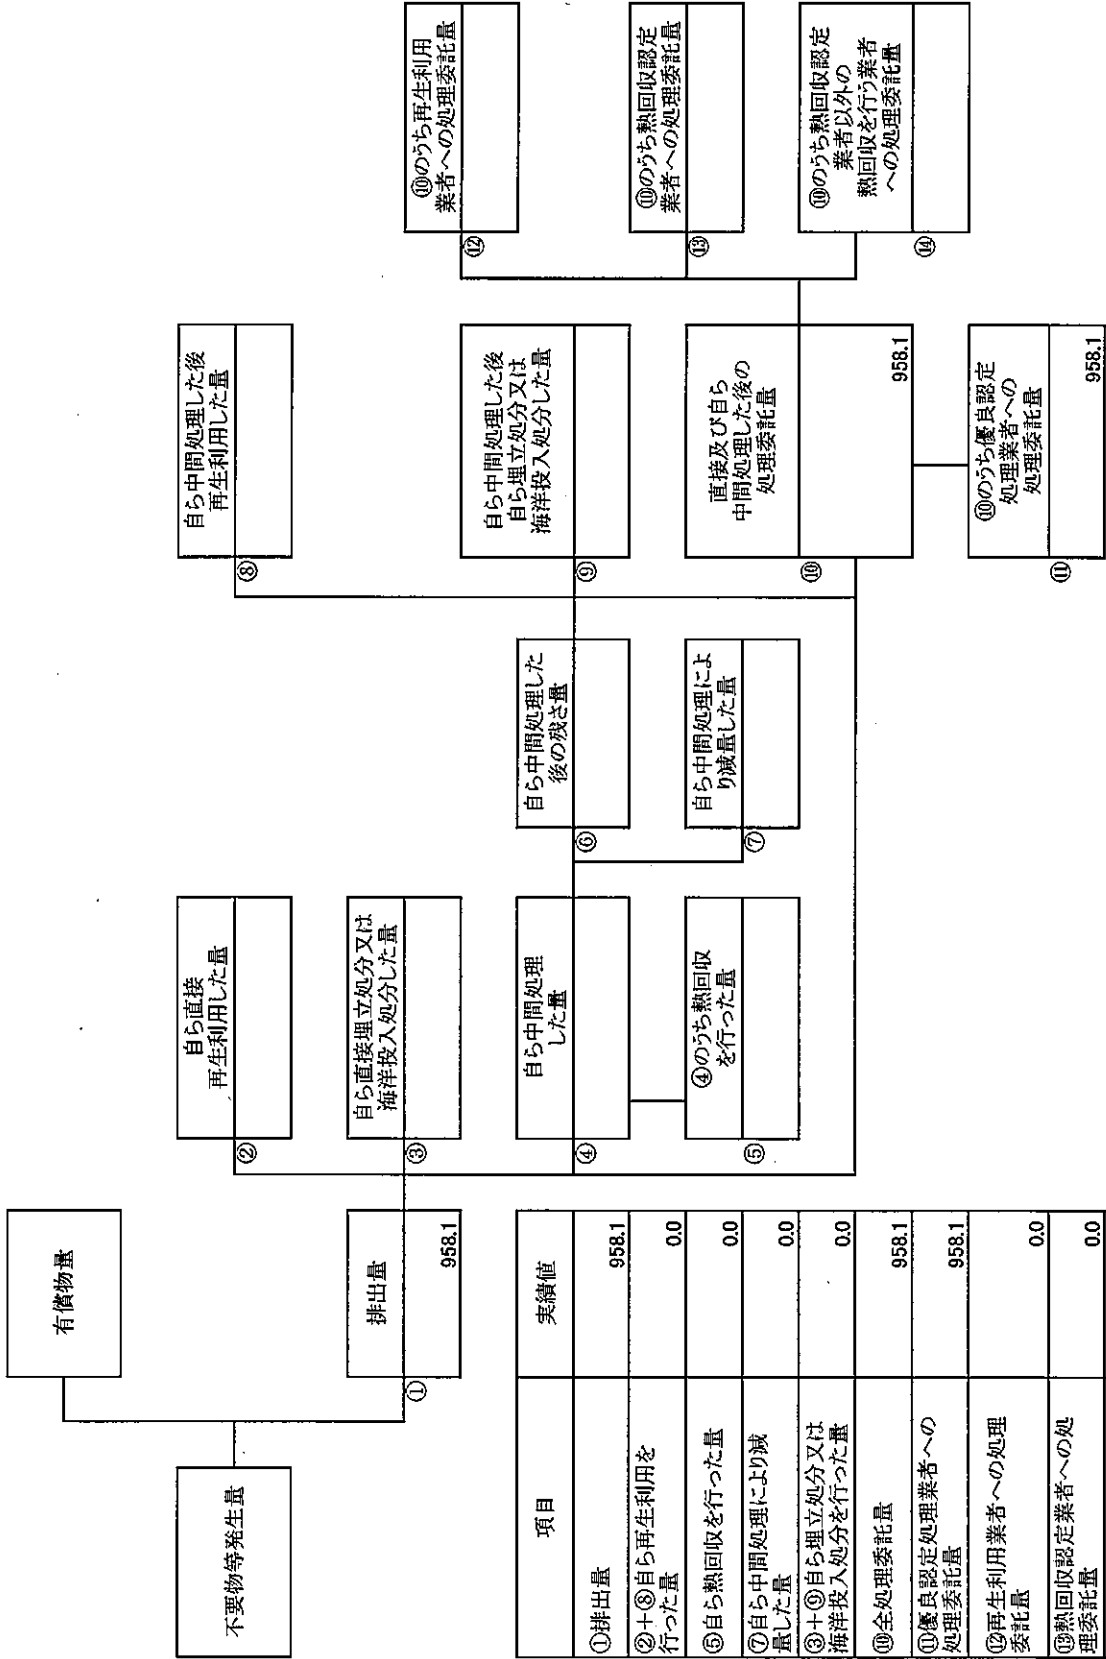 不要物等発生量
有償物量
①
排出量
958.1
②
自ら直接
再生利用した量
③
自ら直接埋立処分又は
海洋投入処分した量
④
自ら中間処理
した量
⑤
④のうち熱回収
を行った量
⑥
自ら中間処理した
後の残さ量
⑦
自ら中間処理によ
り減量した量
⑧
自ら中間処理した後
再生利用した量
⑨
自ら中間処理した後
自ら埋立処分又は
海洋投入処分した量
⑩
直接及び自ら
中間処理した後の
処理委託量
958.1
⑪
⑩のうち優良認定
処理業者への
処理委託量
958.1
⑫
⑩のうち再生利用
業者への処理委託量
⑬
⑩のうち熱回収認定
業者への処理委託量
⑭
⑩のうち熱回収認定
業者以外の
熱回収を行う業者
への処理委託量
項目 実績値
①排出量 958.1
②+⑧自ら再生利用を
行った量 0.0
⑤自ら熱回収を行った量 0.0
⑦自ら中間処理により減
量した量 0.0
③+⑨自ら埋立処分又は
海洋投入処分を行った量 0.0
⑩全処理委託量 958.1
⑪優良認定処理業者への
処理委託量 958.1
⑫再生利用業者への処理
委託量 0.0
⑬熱回収認定業者への処
理委託量 0.0